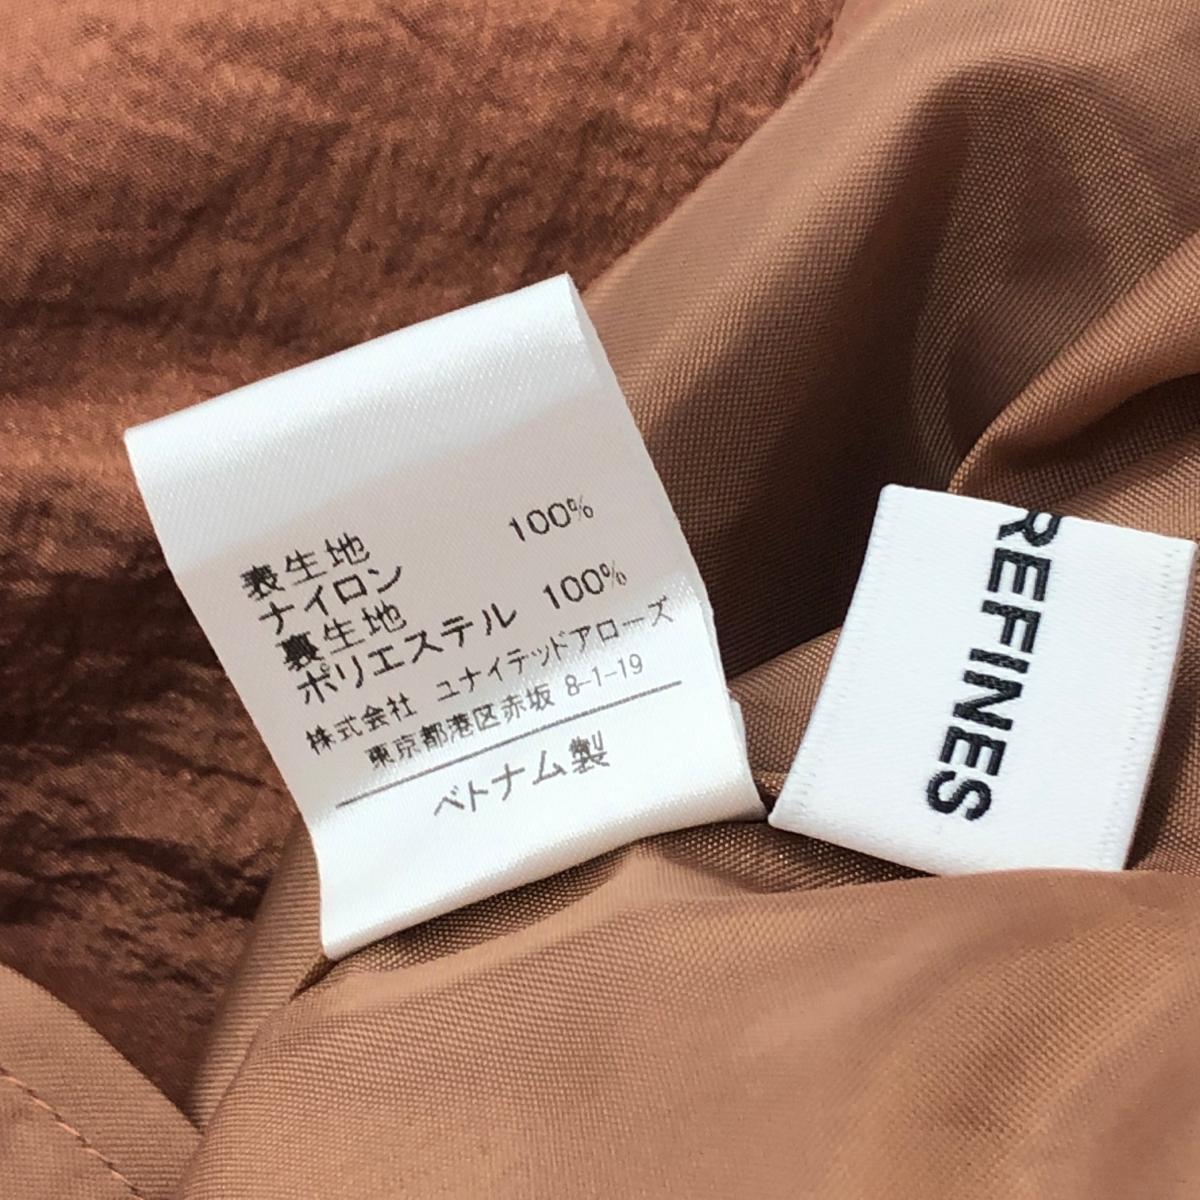 表生地
ナイロン 100%
裏生地
ポリエステル 100%
株式会社 ユナイテッドアローズ
東京都港区赤坂 8-1-19
ベトナム製
REFINES